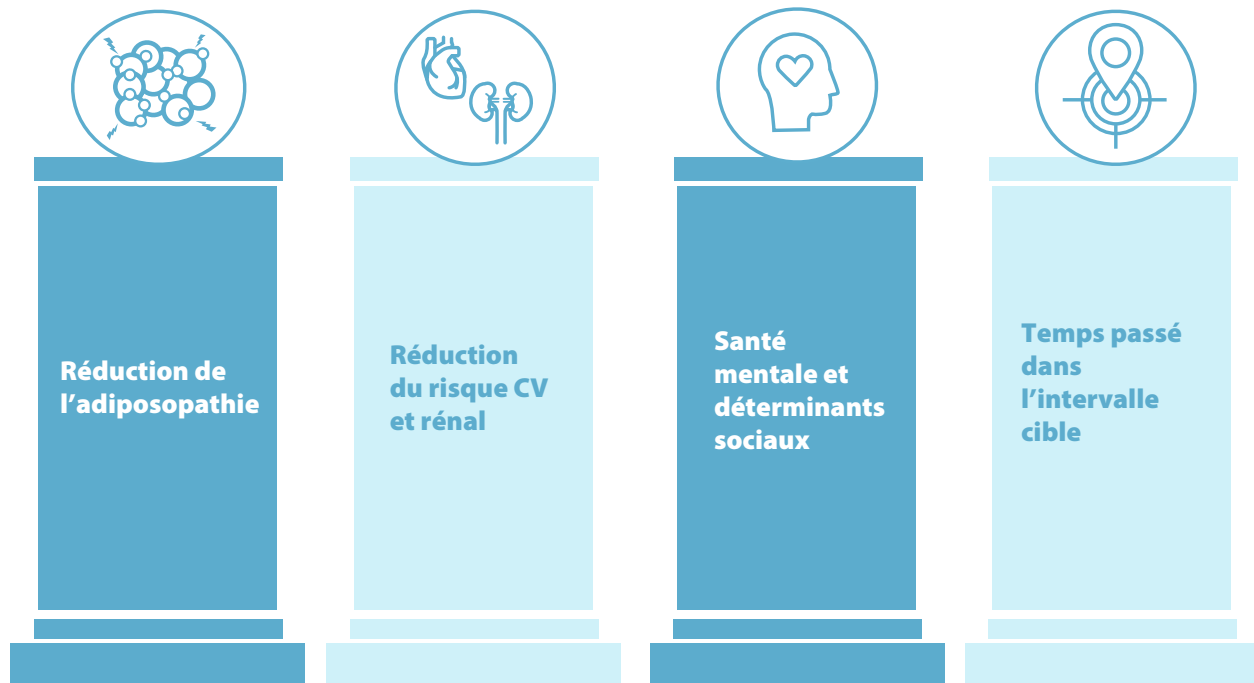 Réduction de
l’adiposopathie
Réduction
du risque CV
et rénal
Santé
mentale et
déterminants
sociaux
Temps passé
dans
l’intervalle
cible